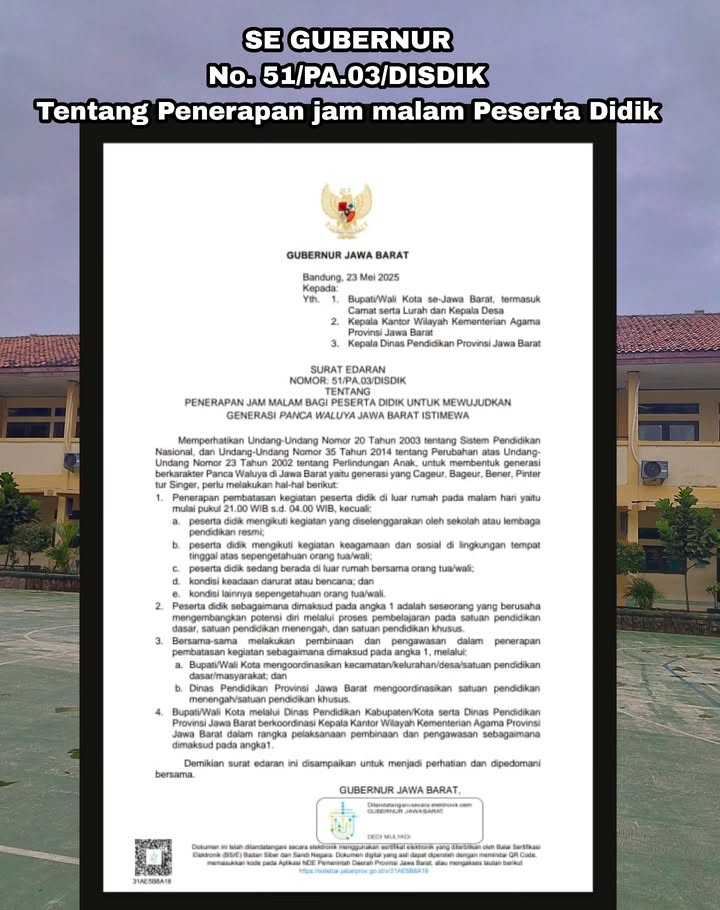 SE GUBERNUR
No. 51/PA.03/DISDIK
Tentang Penerapan jam malam Peserta Didik
GUBERNUR JAWA BARAT
Bandung, 23 Mei 2025
Kepada:
Yth. 1. Bupati/Wali Kota se-Jawa Barat, termasuk
Camat serta Lurah dan Kepala Desa
2. Kepala Kantor Wilayah Kementerian Agama
Provinsi Jawa Barat
3. Kepala Dinas Pendidikan Provinsi Jawa Barat
SURAT EDARAN
NOMOR: 51/PA.03/DISDIK
TENTANG
PENERAPAN JAM MALAM BAGI PESERTA DIDIK UNTUK MEWUJUDKAN
GENERASI PANCA WALUYA JAWA BARAT ISTIMEWA
Memperhatikan Undang-Undang Nomor 20 Tahun 2003 tentang Sistem Pendidikan
Nasional, dan Undang-Undang Nomor 35 Tahun 2014 tentang Perubahan atas Undang-
Undang Nomor 23 Tahun 2002 tentang Perlindungan Anak, untuk membentuk generasi
berkarakter Panca Waluya di Jawa Barat yaitu generasi yang Cageur, Bageur, Bener, Pinter
tur Singer, perlu melakukan hal-hal berikut:
1. Penerapan pembatasan kegiatan peserta didik di luar rumah pada malam hari yaitu
mulai pukul 21.00 WIB s.d. 04.00 WIB, kecuali:
a. peserta didik mengikuti kegiatan yang diselenggarakan oleh sekolah atau lembaga
pendidikan resmi;
b. peserta didik mengikuti kegiatan keagamaan dan sosial di lingkungan tempat
tinggal atas sepengetahuan orang tua/wali;
c. peserta didik sedang berada di luar rumah bersama orang tua/wali;
d. kondisi keadaan darurat atau bencana; dan
e. kondisi lainnya sepengetahuan orang tua/wali.
2. Peserta didik sebagaimana dimaksud pada angka 1 adalah seseorang yang berusaha
mengembangkan potensi diri melalui proses pembelajaran pada satuan pendidikan
dasar, satuan pendidikan menengah, dan satuan pendidikan khusus.
3. Bersama-sama melakukan pembinaan dan pengawasan dalam penerapan
pembatasan kegiatan sebagaimana dimaksud pada angka 1, melalui:
a. Bupati/Wali Kota mengoordinasikan kecamatan/kelurahan/desa/satuan pendidikan
dasar/masyarakat; dan
b. Dinas Pendidikan Provinsi Jawa Barat mengoordinasikan satuan pendidikan
menengah/satuan pendidikan khusus.
4. Bupati/Wali Kota melalui Dinas Pendidikan Kabupaten/Kota serta Dinas Pendidikan
Provinsi Jawa Barat berkoordinasi Kepala Kantor Wilayah Kementerian Agama Provinsi
Jawa Barat dalam rangka pelaksanaan pembinaan dan pengawasan sebagaimana
dimaksud pada angka1.
Demikian surat edaran ini disampaikan untuk menjadi perhatian dan dipedomani
bersama.
GUBERNUR JAWA BARAT,
Ditandatangani secara elektronik oleh:
GUBERNUR JAWA BARAT,
DEDI MULYADI
Dokumen ini telah ditandatangani secara elektronik menggunakan sertifikat elektronik yang diterbitkan oleh Balai Sertifikasi
Elektronik (BSrE) Badan Siber dan Sandi Negara. Dokumen digital yang asli dapat diperoleh dengan memindai QR Code,
memasukkan kode pada Aplikasi NDE Pemerintah Daerah Provinsi Jawa Barat, atau mengakses tautan berikut
31AE5B8A18